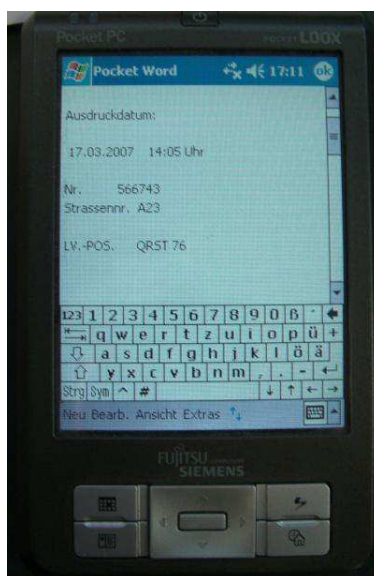 Pocket PC
POCKET LOOX
Pocket Word 17:11 ok
Ausdruckdatum:
17.03.2007 14:05 Uhr
Nr. 566743
Strassennr. A23
LV.-POS. QRST 76
123 1 2 3 4 5 6 7 8 9 0 ß ´
q w e r t z u i o p ü +
a s d f g h j k l ö ä
y x c v b n m , . -
Strg Sym ^ #
Neu Bearb. Ansicht Extras
FUJITSU
SIEMENS